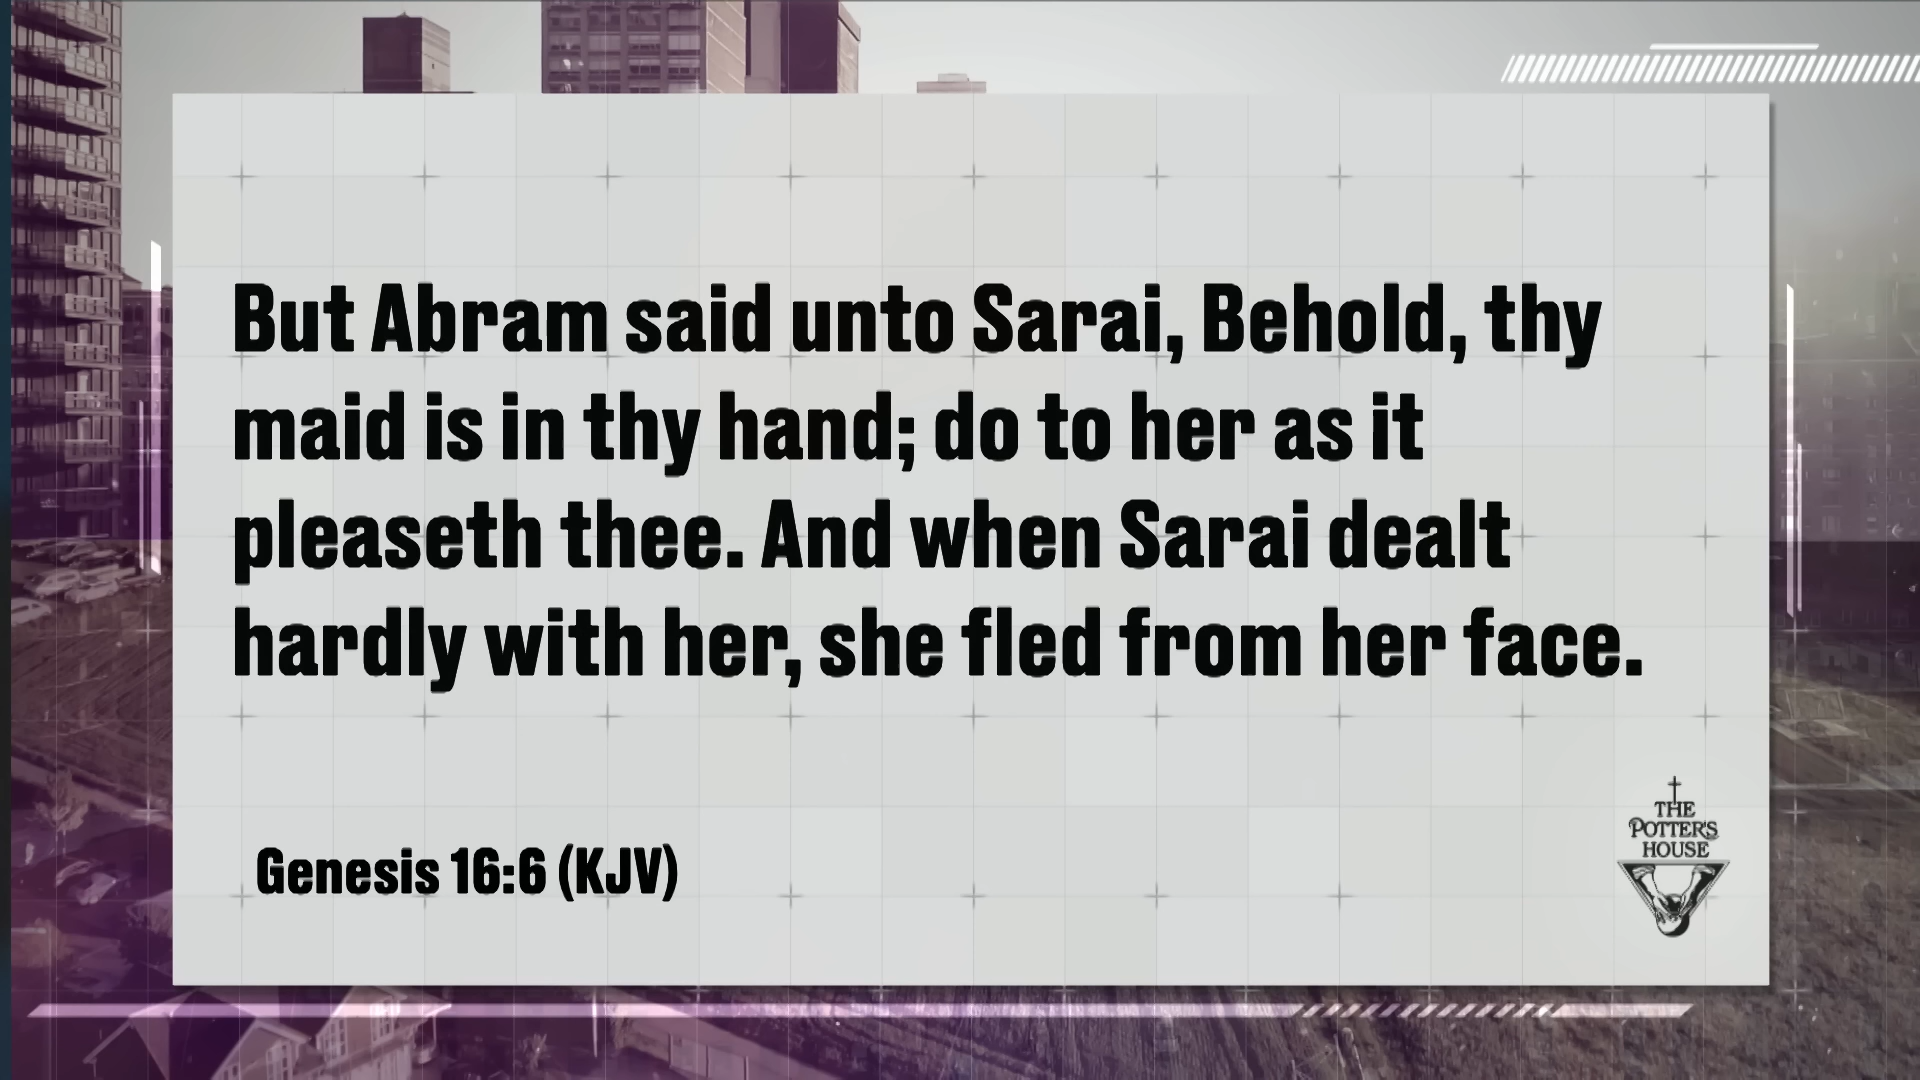 But Abram said unto Sarai, Behold, thy
maid is in thy hand; do to her as it
pleaseth thee. And when Sarai dealt
hardly with her, she fled from her face.
Genesis 16:6 (KJV)
THE
POTTER'S
HOUSE